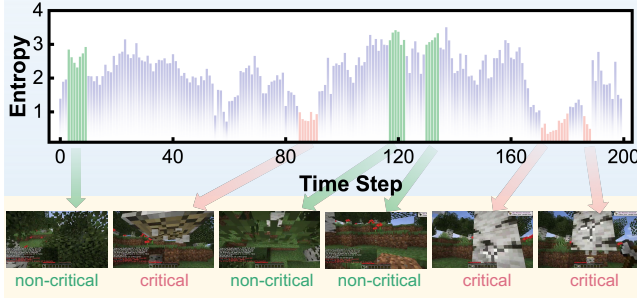 4
3
2
1
Entropy
0 40 80 120 160 200
Time Step
non-critical critical non-critical non-critical critical critical